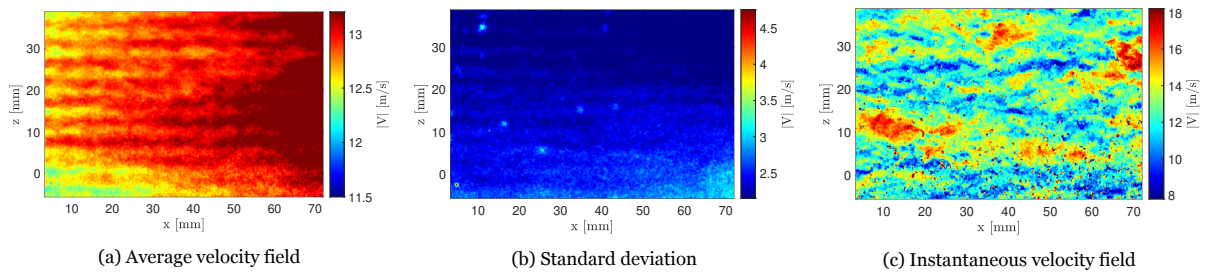 30
20
10
0
z [mm]
10 20 30 40 50 60 70
x [mm]
13
12.5
12
11.5
|V| [m/s]
(a) Average velocity field
30
20
10
0
z [mm]
10 20 30 40 50 60 70
x [mm]
4.5
4
3.5
3
2.5
|V| [m/s]
(b) Standard deviation
30
20
10
0
z [mm]
10 20 30 40 50 60 70
x [mm]
18
16
14
12
10
8
|V| [m/s]
(c) Instantaneous velocity field